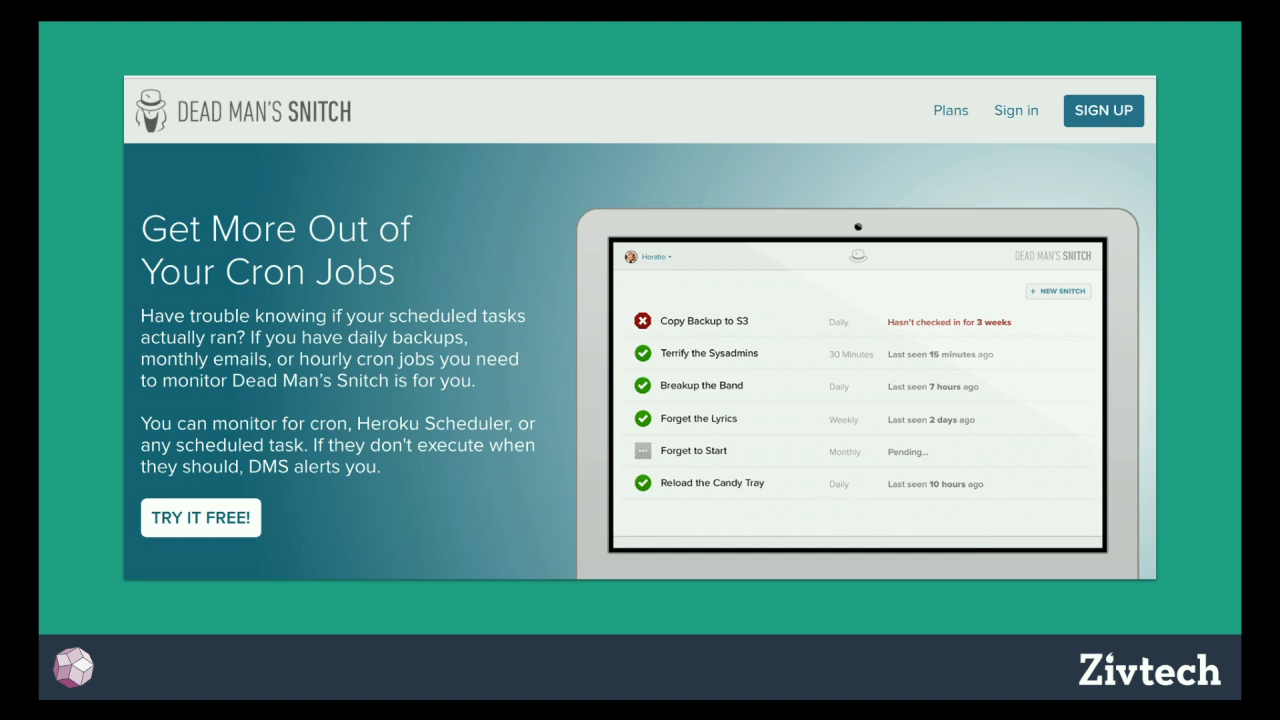 DEAD MAN'S SNITCH
Plans Sign in SIGN UP
Get More Out of
Your Cron Jobs
Have trouble knowing if your scheduled tasks
actually ran? If you have daily backups,
monthly emails, or hourly cron jobs you need
to monitor Dead Man's Snitch is for you.
You can monitor for cron, Heroku Scheduler, or
any scheduled task. If they don't execute when
they should, DMS alerts you.
TRY IT FREE!
Horatio
DEAD MAN'S SNITCH
+ NEW SNITCH
Copy Backup to S3 Daily Hasn't checked in for 3 weeks
Terrify the Sysadmins 30 Minutes Last seen 15 minutes ago
Breakup the Band Daily Last seen 7 hours ago
Forget the Lyrics Weekly Last seen 2 days ago
Forget to Start Monthly Pending...
Reload the Candy Tray Daily Last seen 10 hours ago
Zivtech